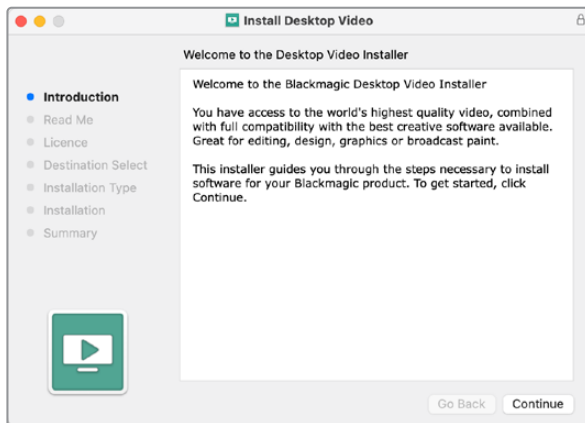 Install Desktop Video
Welcome to the Desktop Video Installer
Introduction
Read Me
Licence
Destination Select
Installation Type
Installation
Summary
Welcome to the Blackmagic Desktop Video Installer
You have access to the world's highest quality video, combined
with full compatibility with the best creative software available.
Great for editing, design, graphics or broadcast paint.
This installer guides you through the steps necessary to install
software for your Blackmagic product. To get started, click
Continue.
Go Back
Continue